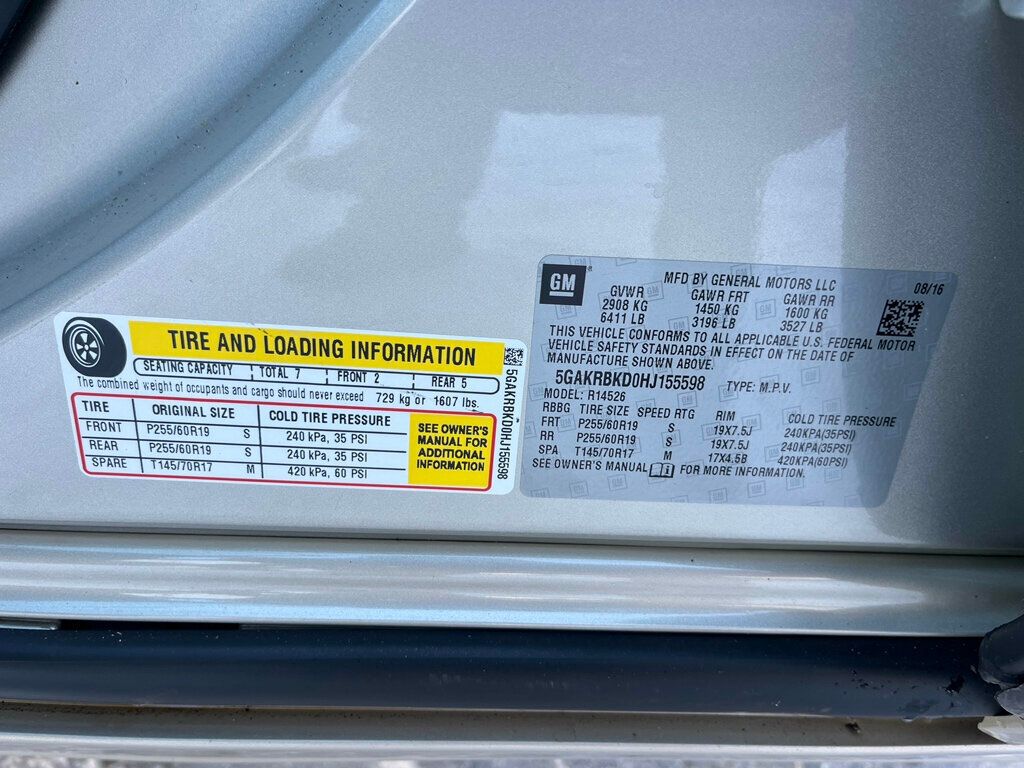 TIRE AND LOADING INFORMATION
SEATING CAPACITY TOTAL 7 FRONT 2 REAR 5
The combined weight of occupants and cargo should never exceed 729 kg or 1607 lbs.
TIRE ORIGINAL SIZE COLD TIRE PRESSURE
FRONT P255/60R19 S 240 kPa, 35 PSI
REAR P255/60R19 S 240 kPa, 35 PSI
SPARE T145/70R17 M 420 kPa, 60 PSI
SEE OWNER'S
MANUAL FOR
ADDITIONAL
INFORMATION
5GAKRBKD0HJ155598
GM
MFD BY GENERAL MOTORS LLC 08/16
GVWR GAWR FRT GAWR RR
2908 KG 1450 KG 1600 KG
6411 LB 3196 LB 3527 LB
THIS VEHICLE CONFORMS TO ALL APPLICABLE U.S. FEDERAL MOTOR
VEHICLE SAFETY STANDARDS IN EFFECT ON THE DATE OF
MANUFACTURE SHOWN ABOVE.
5GAKRBKD0HJ155598 TYPE: M.P.V.
MODEL: R14526
RBBG TIRE SIZE SPEED RTG RIM COLD TIRE PRESSURE
FRT P255/60R19 S 19X7.5J 240KPA(35PSI)
RR P255/60R19 S 19X7.5J 240KPA(35PSI)
SPA T145/70R17 M 17X4.5B 420KPA(60PSI)
SEE OWNER'S MANUAL FOR MORE INFORMATION.